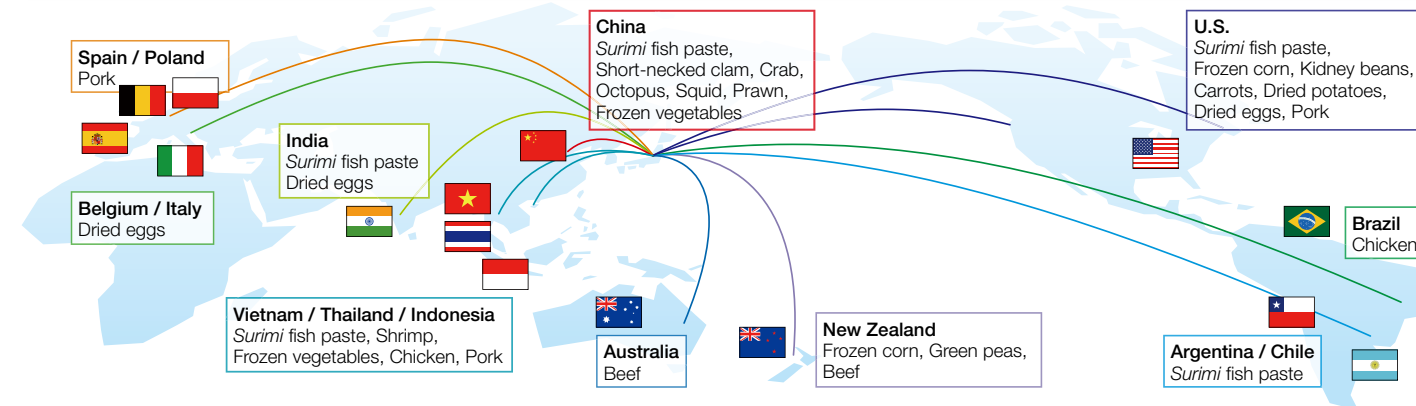 Spain / Poland
Pork
Belgium / Italy
Dried eggs
India
Surimi fish paste
Dried eggs
Vietnam / Thailand / Indonesia
Surimi fish paste, Shrimp,
Frozen vegetables, Chicken, Pork
China
Surimi fish paste,
Short-necked clam, Crab,
Octopus, Squid, Prawn,
Frozen vegetables
Australia
Beef
New Zealand
Frozen corn, Green peas,
Beef
U.S.
Surimi fish paste,
Frozen corn, Kidney beans,
Carrots, Dried potatoes,
Dried eggs, Pork
Brazil
Chicken
Argentina / Chile
Surimi fish paste